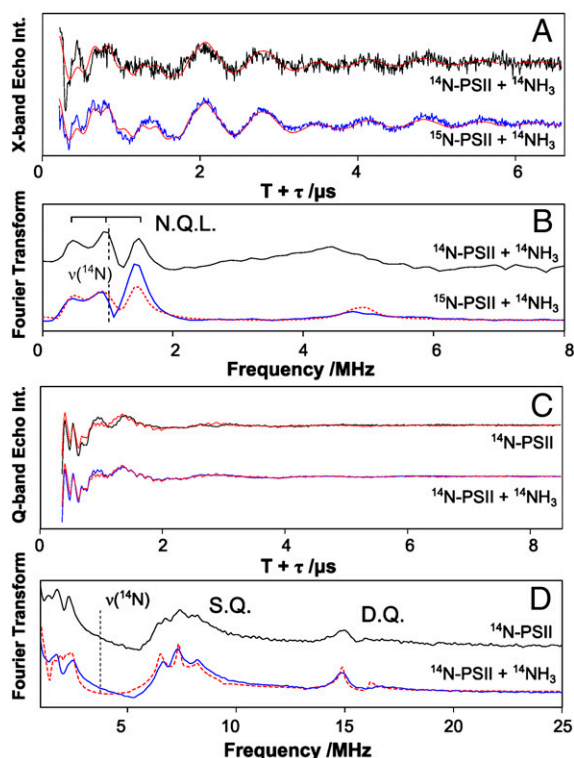 A
X-band Echo Int.
¹⁴N-PSII + ¹⁴NH₃
¹⁵N-PSII + ¹⁴NH₃
0 2 4 6
T + τ /μs
B
Fourier Transform
N.Q.L.
ν(¹⁴N)
¹⁴N-PSII + ¹⁴NH₃
¹⁵N-PSII + ¹⁴NH₃
0 2 4 6 8
Frequency /MHz
C
Q-band Echo Int.
¹⁴N-PSII
¹⁴N-PSII + ¹⁴NH₃
0 2 4 6 8
T + τ /μs
D
Fourier Transform
ν(¹⁴N)
S.Q.
D.Q.
¹⁴N-PSII
¹⁴N-PSII + ¹⁴NH₃
5 10 15 20 25
Frequency /MHz